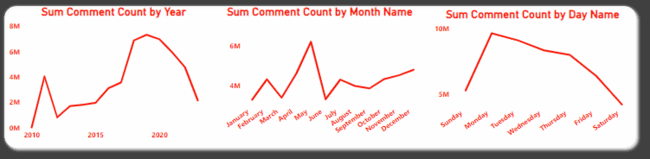 Sum Comment Count by Year
8M
6M
4M
2M
0M
2010
2015
2020
Sum Comment Count by Month Name
6M
4M
January
February
March
April
May
June
July
August
September
October
November
December
Sum Comment Count by Day Name
10M
5M
Sunday
Monday
Tuesday
Wednesday
Thursday
Friday
Saturday